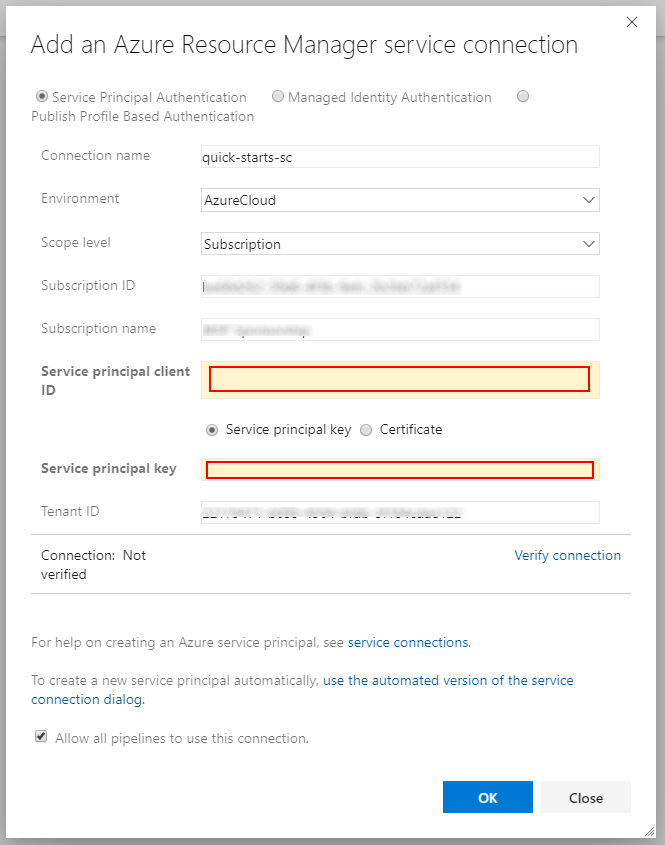 Add an Azure Resource Manager service connection
Service Principal Authentication Managed Identity Authentication
Publish Profile Based Authentication
Connection name quick-starts-sc
Environment AzureCloud
Scope level Subscription
Subscription ID
Subscription name
Service principal client
ID
Service principal key Certificate
Service principal key
Tenant ID
Connection: Not
verified
Verify connection
For help on creating an Azure service principal, see service connections.
To create a new service principal automatically, use the automated version of the service
connection dialog.
Allow all pipelines to use this connection.
OK Close